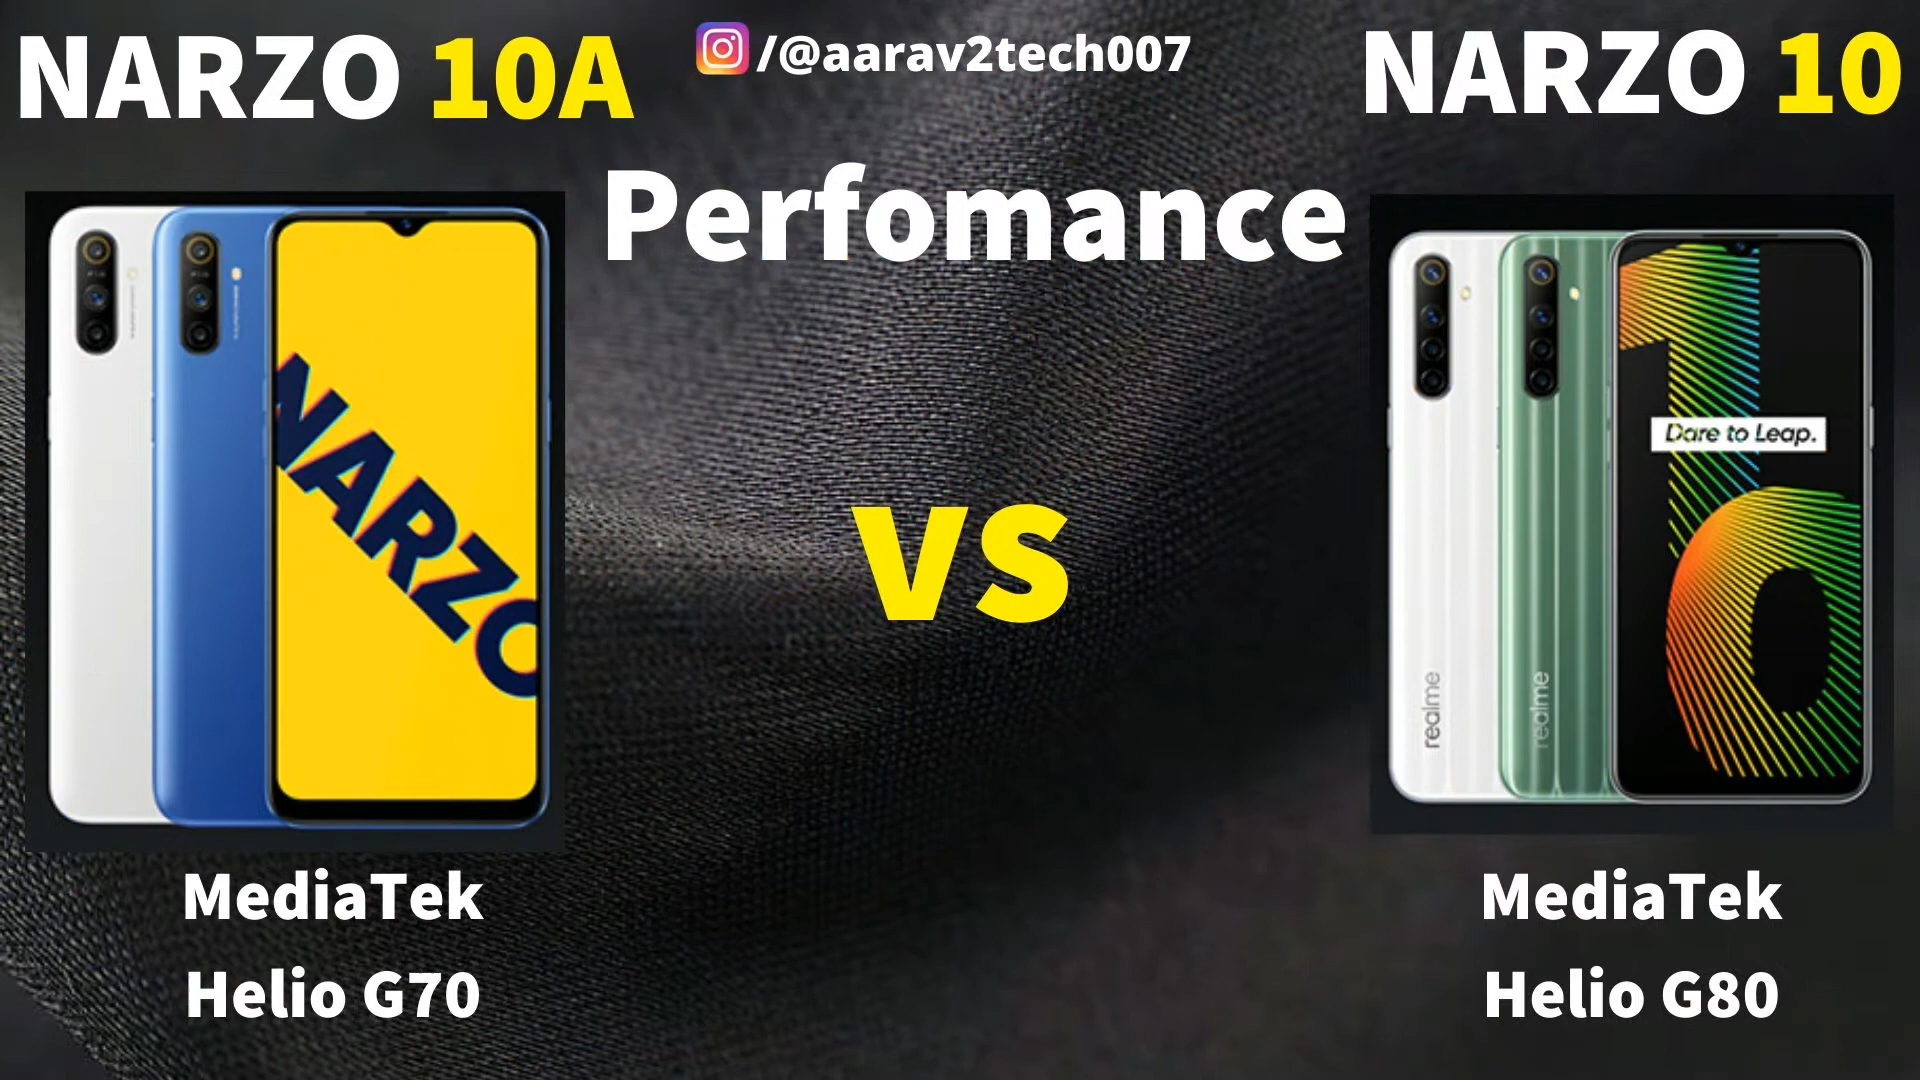 NARZO 10A
/@aarav2tech007
NARZO 10
Perfomance
NARZO
Dare to Leap.
vs
realme
realme
MediaTek
Helio G70
MediaTek
Helio G80